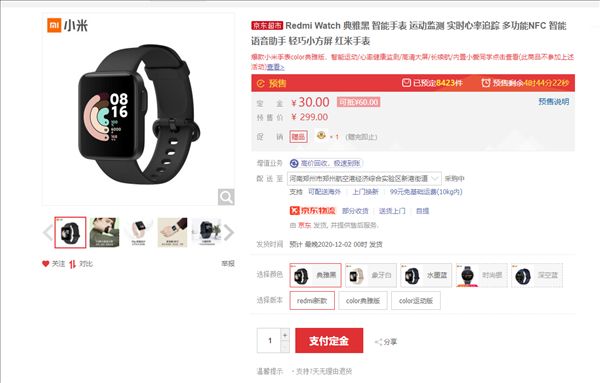 小米
京东超市 Redmi Watch 典雅黑 智能手表 运动监测 实时心率追踪 多功能NFC 智能
语音助手 轻巧小方屏 红米手表
爆款小米手表color典雅版，智能运动/心率健康监测/高清大屏/长续航/内置小爱同学点击查看(此商品不参加上述
活动)查看>
预售 已预定8423件 预售剩余04时44分22秒
定 金 ￥30.00 可抵￥60.00 预售说明
预 售 价 ￥299.00
促 销 赠品 × 1 (赠完即止)
增值业务 高价回收，极速到账
配 送 至 河南郑州市郑州航空港经济综合实验区新港街道 采购中
支持 可配送海外 上门换新 99元免基础运费(10kg内)
京东物流 部分收货 送货上门 自提
由 京东 发货, 并提供售后服务.
发货时间 预计 最晚2020-12-02 00时 发货
选择颜色 典雅黑 象牙白 水墨蓝 时尚银 深空蓝
选择版本 redmi新款 color典雅版 color运动版
08
16
关注 对比 举报
1 + - 支付定金 分享
温馨提示 · 支持7天无理由退货